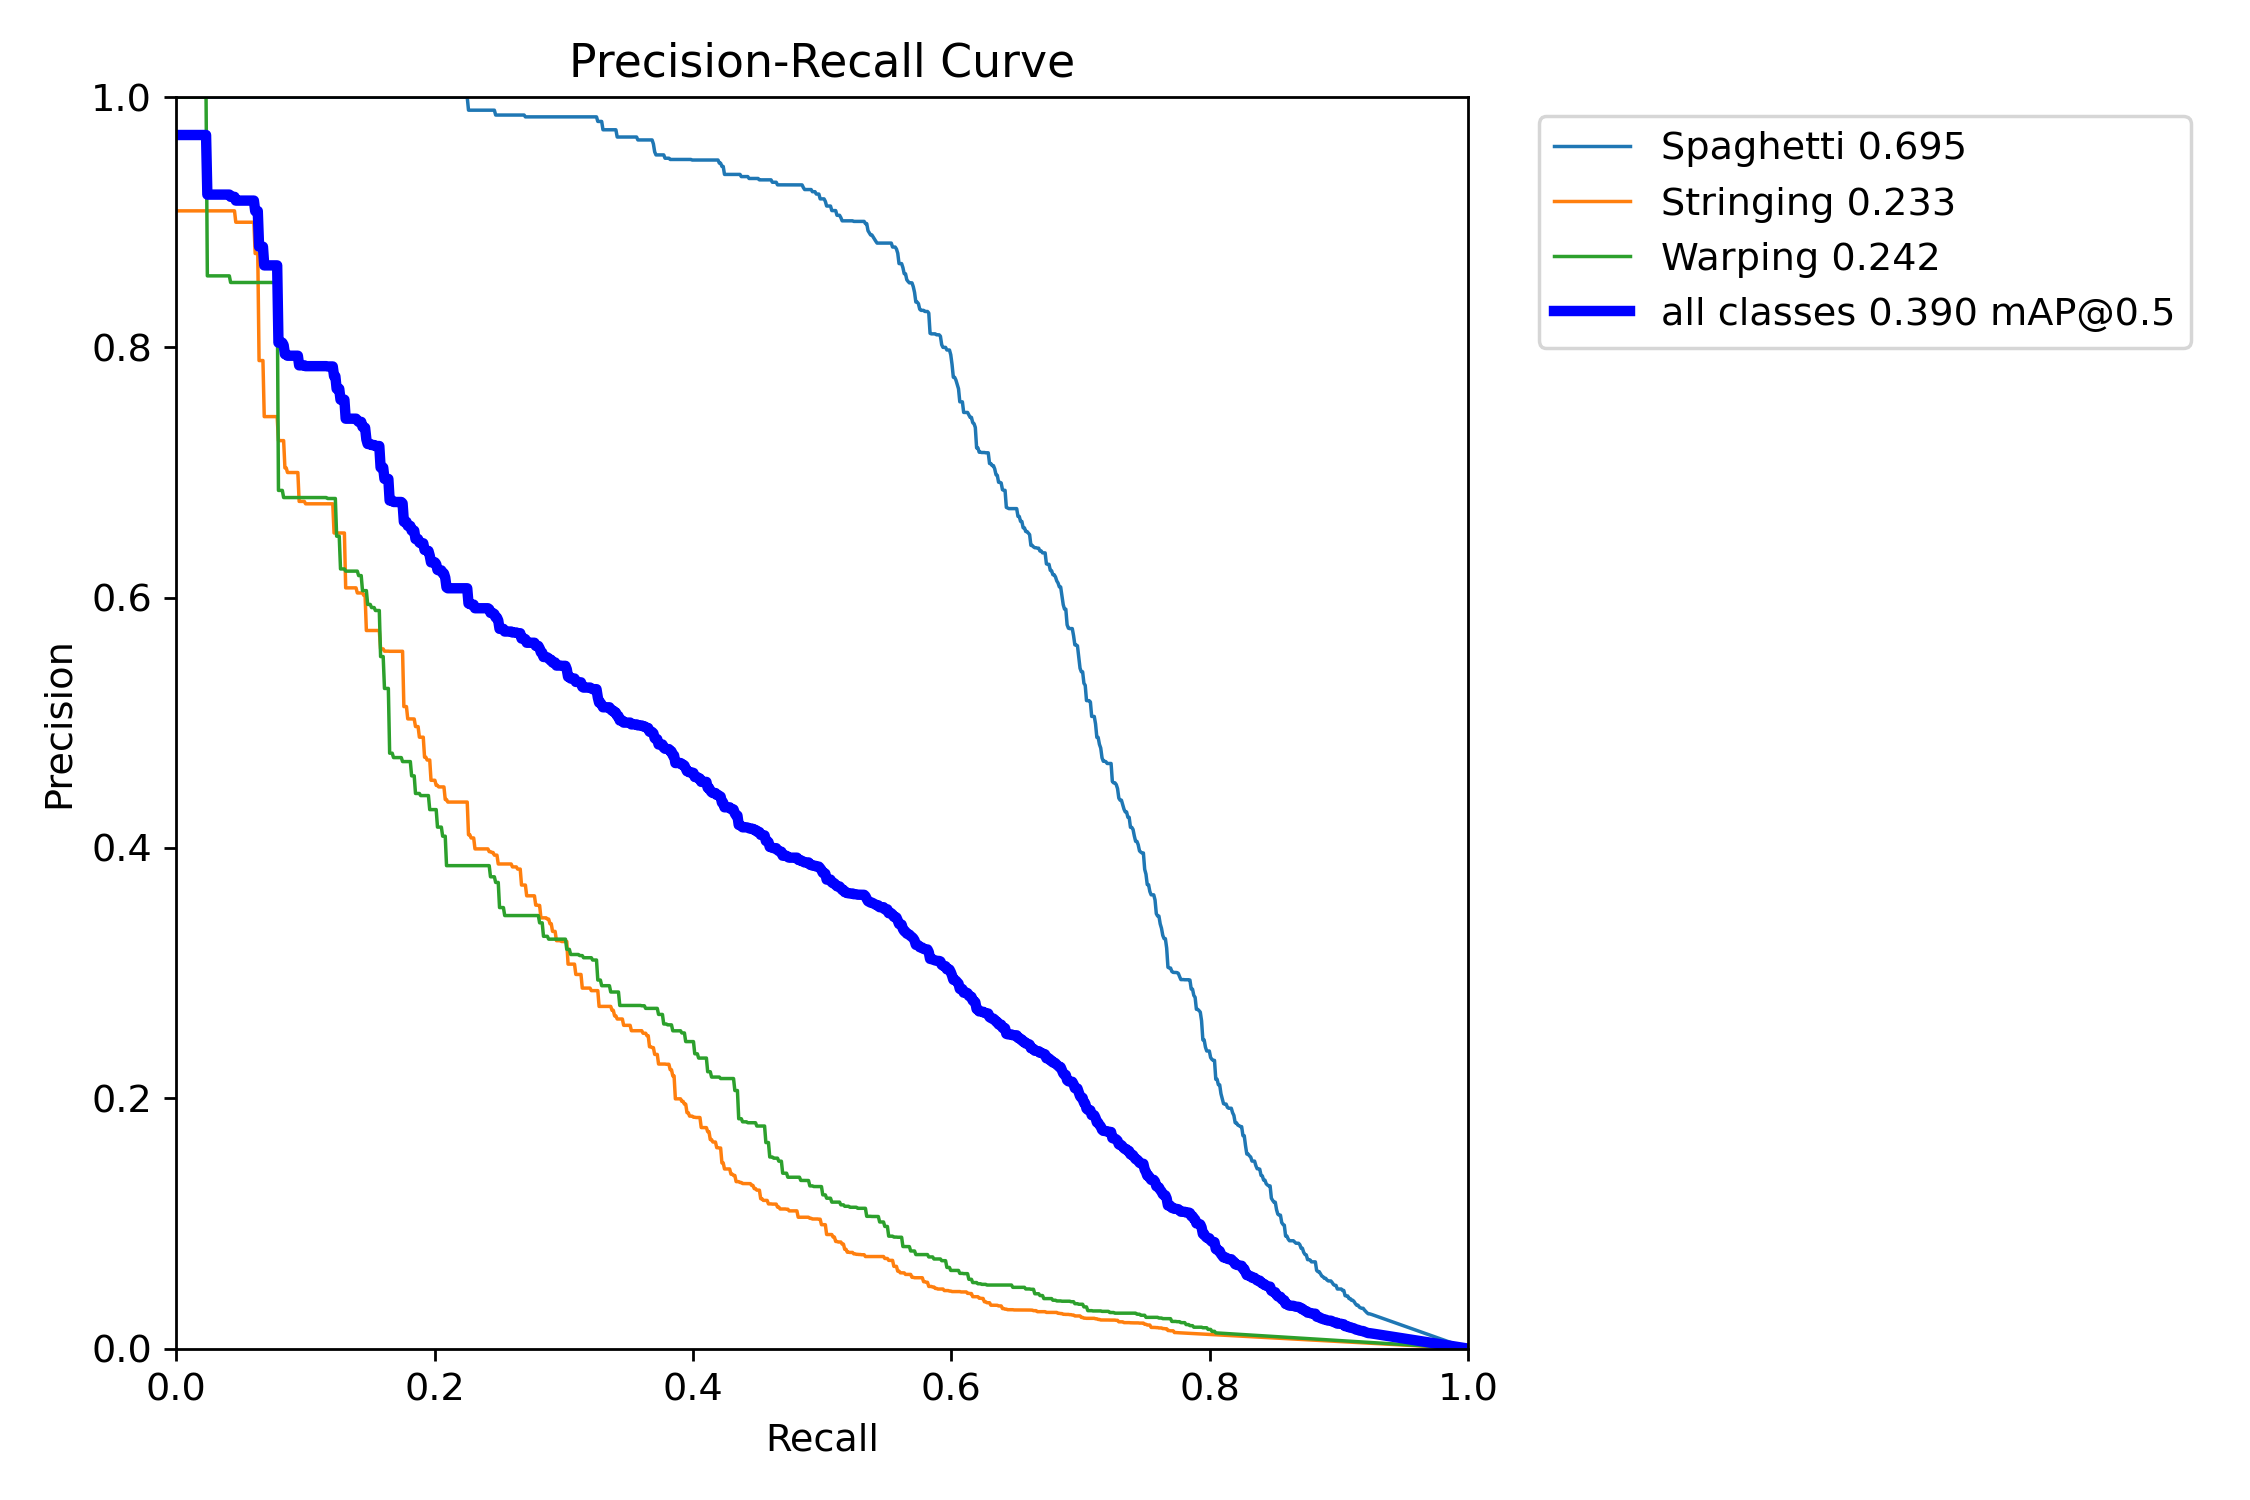 Precision-Recall Curve
1.0
0.8
0.6
0.4
0.2
0.0
Precision
0.0 0.2 0.4 0.6 0.8 1.0
Recall
Spaghetti 0.695
Stringing 0.233
Warping 0.242
all classes 0.390 mAP@0.5